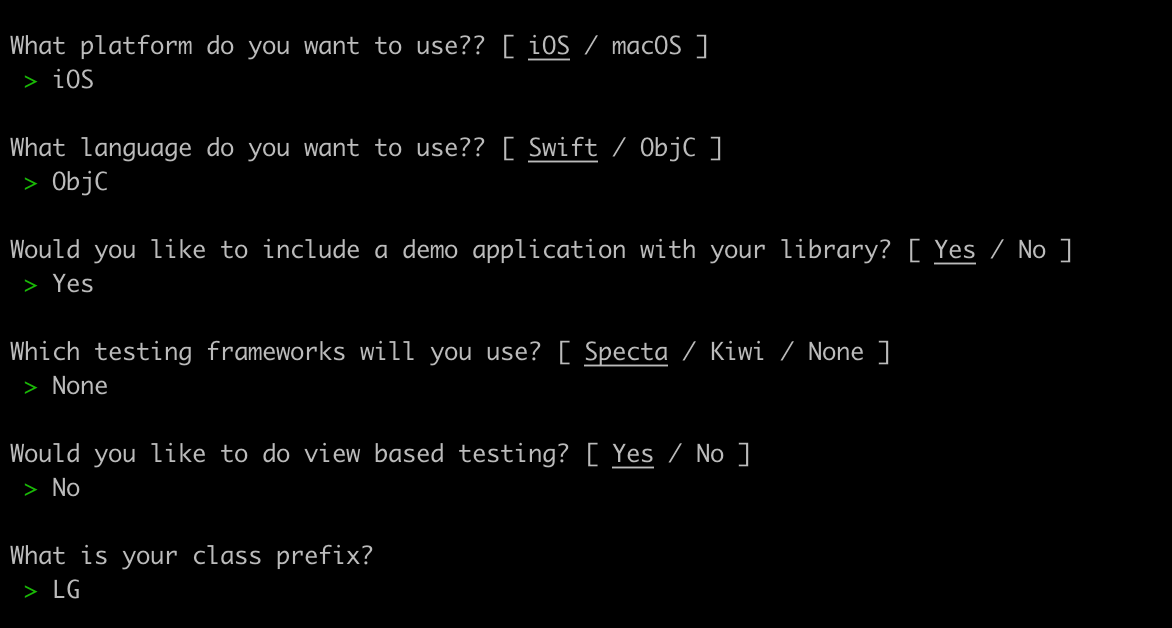 What platform do you want to use?? [ iOS / macOS ]
> iOS
What language do you want to use?? [ Swift / ObjC ]
> ObjC
Would you like to include a demo application with your library? [ Yes / No ]
> Yes
Which testing frameworks will you use? [ Specta / Kiwi / None ]
> None
Would you like to do view based testing? [ Yes / No ]
> No
What is your class prefix?
> LG